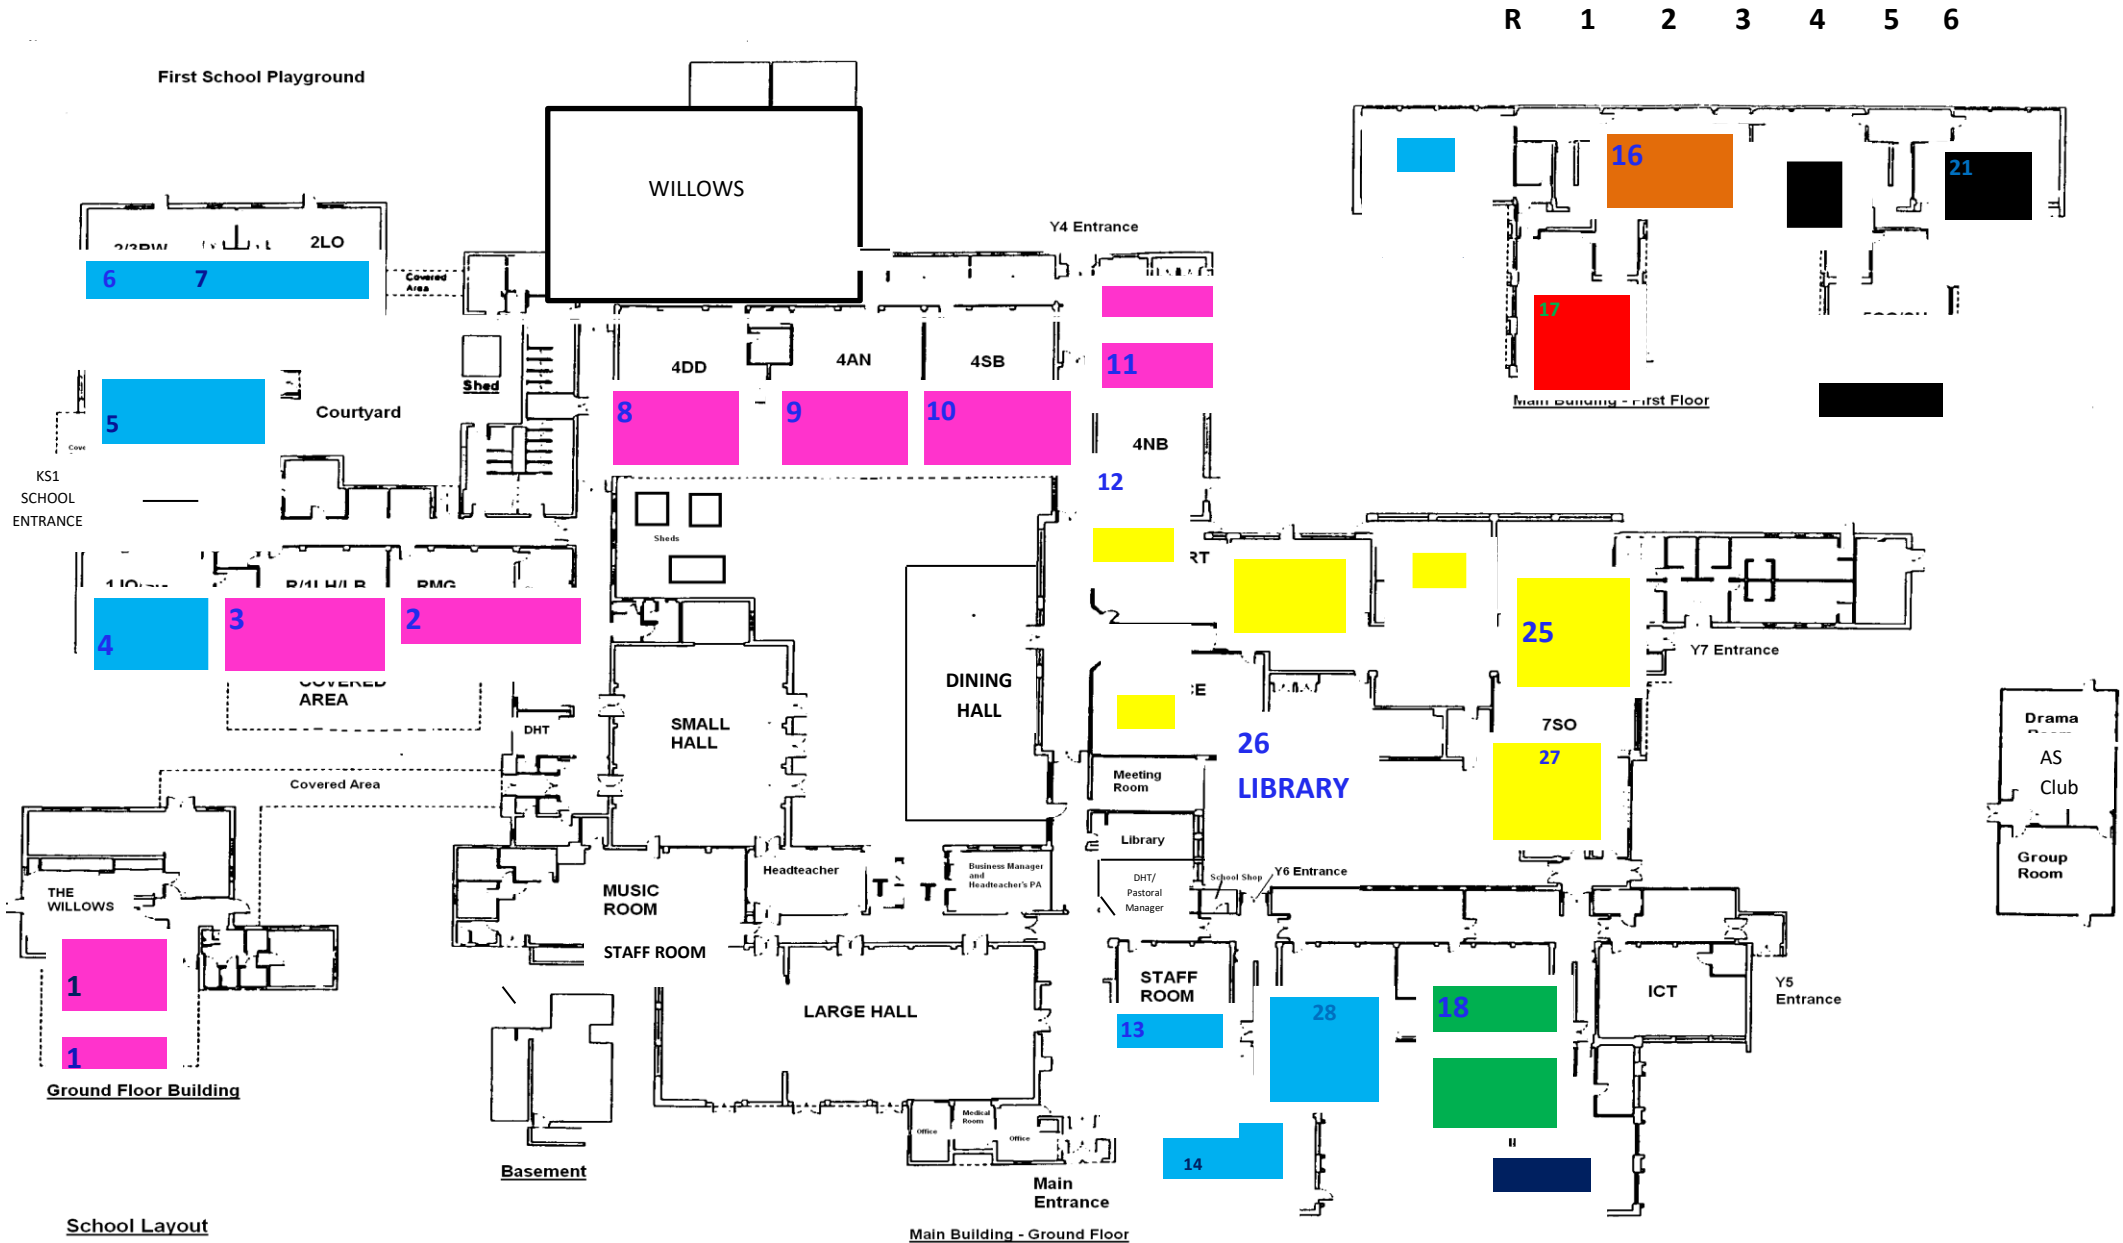 R 1 2 3 4 5 6
First School Playground
WILLOWS
16
21
Y4 Entrance
2LO
6 7
Covered
Area
17
11
4DD
4AN
4SB
Shed
Courtyard
5
8
9
10
Main Building - First Floor
4NB
KS1
SCHOOL
ENTRANCE
12
Sheds
R/1LH/LB
RMG
4
3
2
25
Y7 Entrance
COVERED
AREA
DHT
SMALL
HALL
DINING
HALL
7SO
Drama
AS
Club
26
LIBRARY
27
Meeting
Room
Covered Area
Library
Group
Room
THE
WILLOWS
MUSIC
ROOM
Headteacher
T T
Business Manager
and
Headteacher's PA
DHT/
Pastoral
Manager
School Shop
Y6 Entrance
STAFF ROOM
STAFF
ROOM
1
LARGE HALL
13
28
18
ICT
Y5
Entrance
1
Ground Floor Building
Office
Medical
Room
Office
14
Basement
Main
Entrance
School Layout
Main Building - Ground Floor